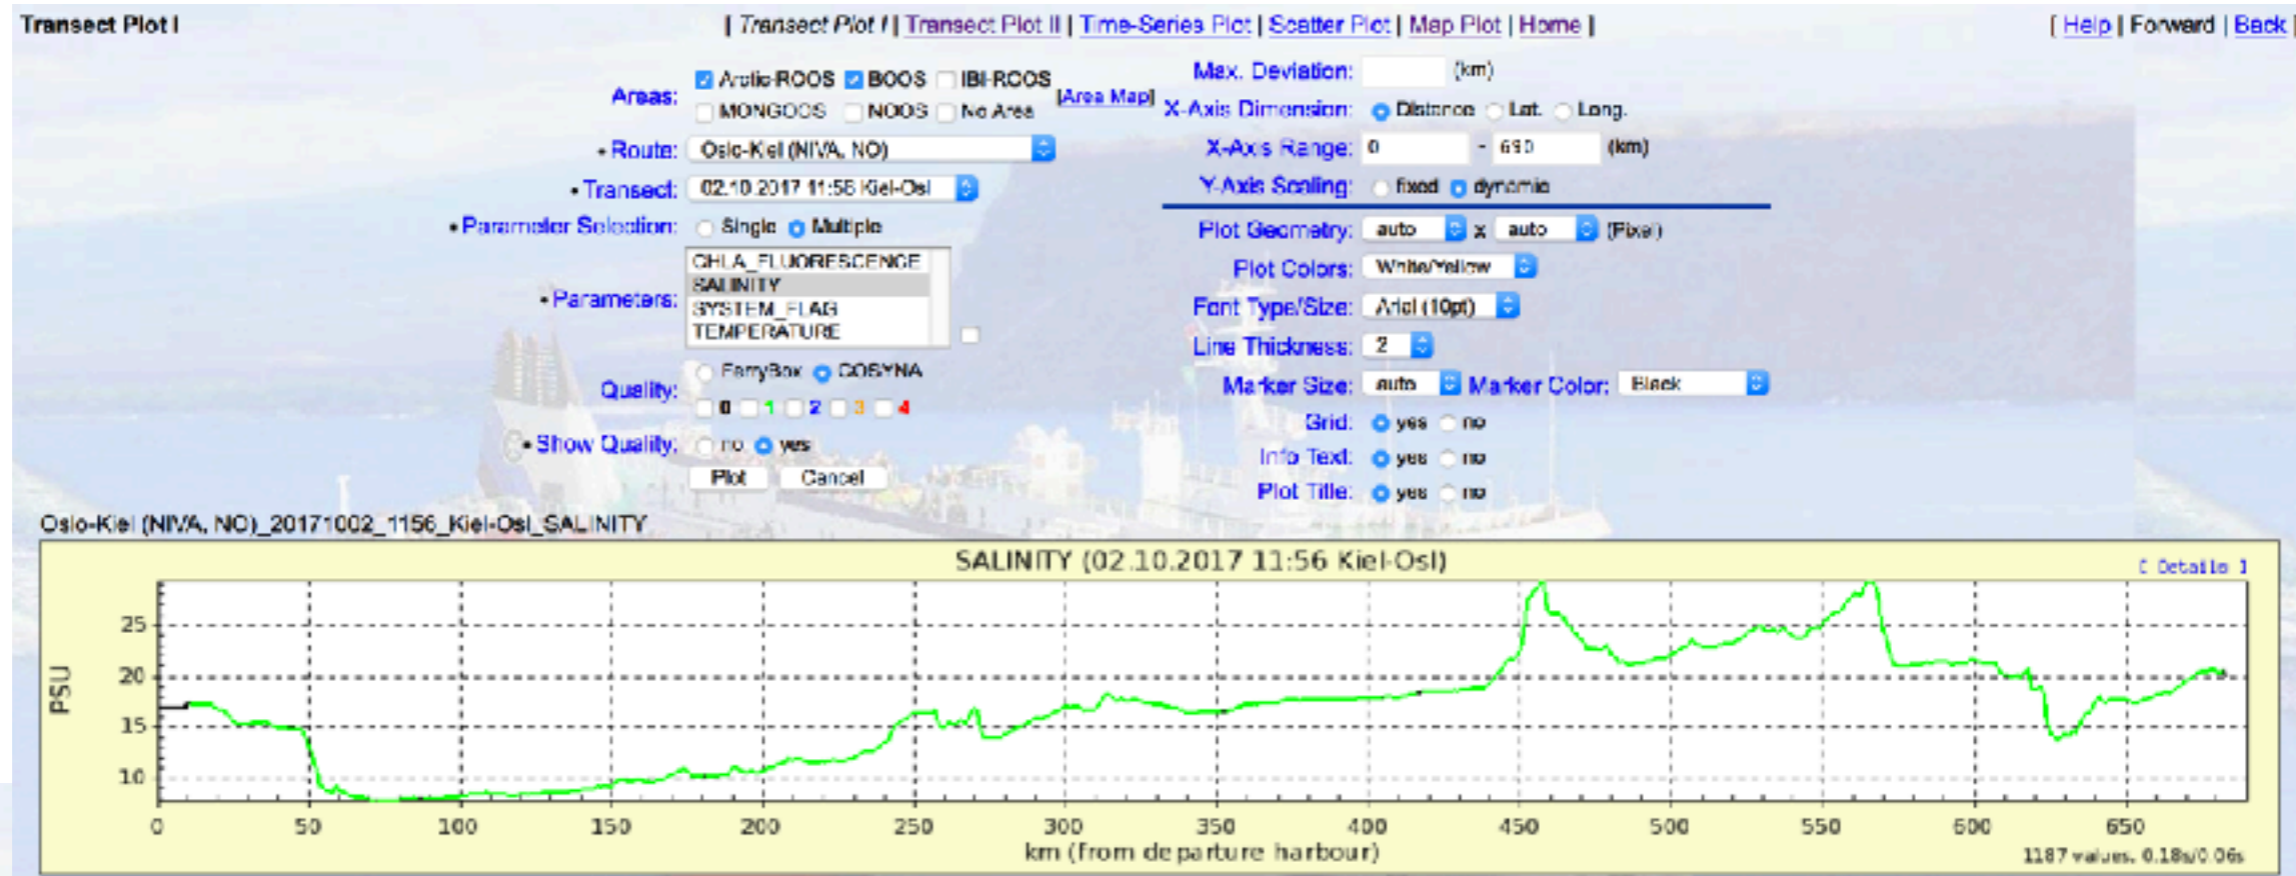 Transect Plot I
[ Transect Plot I | Transect Plot II | Time-Series Plot | Scatter Plot | Map Plot | Home ]
[ Help | Forward | Back ]
Areas: Arctic-ROOS BOOS IBI-ROOS
MONGOOS NOOS No Area
[Area Map]
• Route: Oslo-Kiel (NIVA, NO)
• Transect: 02.10.2017 11:56 Kiel-Osl
• Parameter Selection: Single Multiple
• Parameters:
CHLA_FLUORESCENCE
SALINITY
SYSTEM_FLAG
TEMPERATURE
Quality: FerryBox COSYNA
0 1 2 3 4
• Show Quality: no yes
Plot Cancel
Max. Deviation: (km)
X-Axis Dimension: Distance Lat. Long.
X-Axis Range: 0 - 690 (km)
Y-Axis Scaling: fixed dynamic
Plot Geometry: auto x auto (Pixel)
Plot Colors: White/Yellow
Font Type/Size: Arial (10pt)
Line Thickness: 2
Marker Size: auto Marker Color: Black
Grid: yes no
Info Text: yes no
Plot Title: yes no
Oslo-Kiel (NIVA, NO)_20171002_1156_Kiel-Osl_SALINITY
SALINITY (02.10.2017 11:56 Kiel-Osl)
[ Details ]
PSU
25
20
15
10
0 50 100 150 200 250 300 350 400 450 500 550 600 650
km (from departure harbour)
1187 values, 0.18s/0.06s